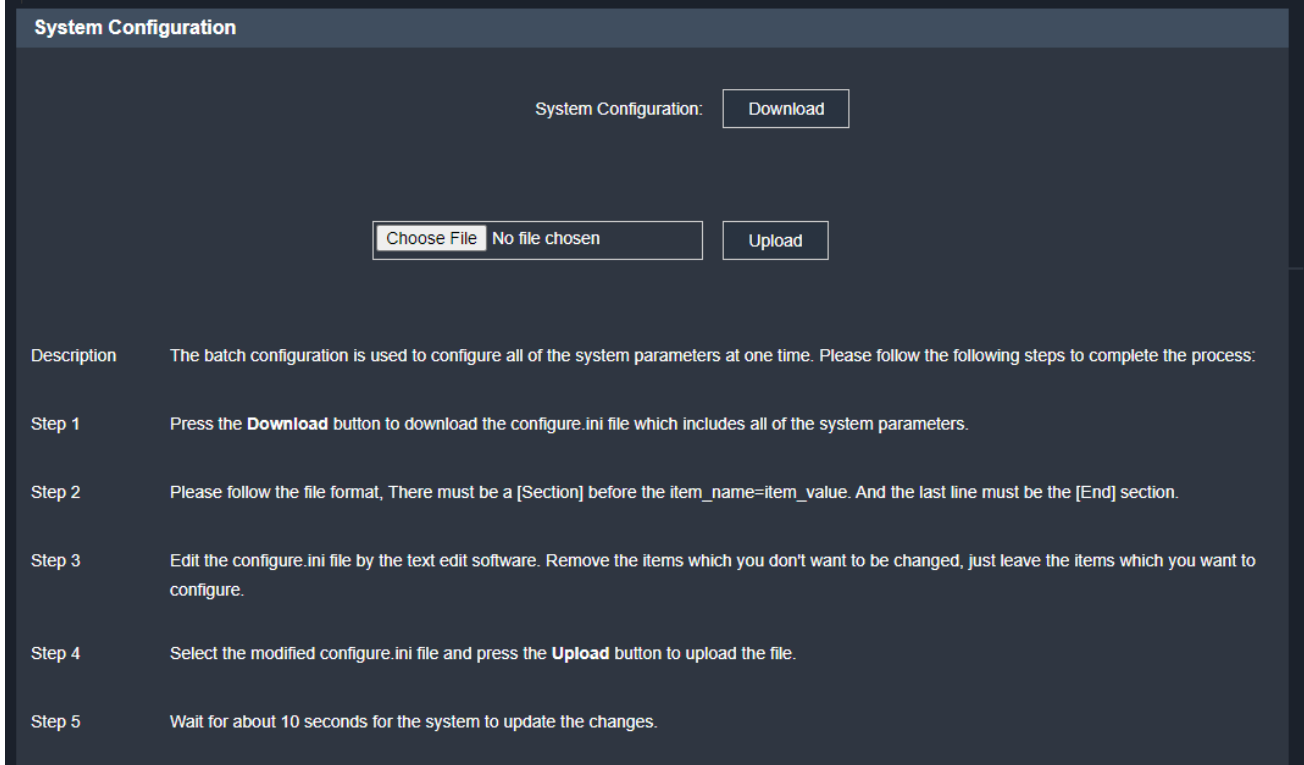 System Configuration
System Configuration: Download
Choose File No file chosen Upload
Description The batch configuration is used to configure all of the system parameters at one time. Please follow the following steps to complete the process:
Step 1 Press the Download button to download the configure.ini file which includes all of the system parameters.
Step 2 Please follow the file format, There must be a [Section] before the item_name=item_value. And the last line must be the [End] section.
Step 3 Edit the configure.ini file by the text edit software. Remove the items which you don't want to be changed, just leave the items which you want to
configure.
Step 4 Select the modified configure.ini file and press the Upload button to upload the file.
Step 5 Wait for about 10 seconds for the system to update the changes.